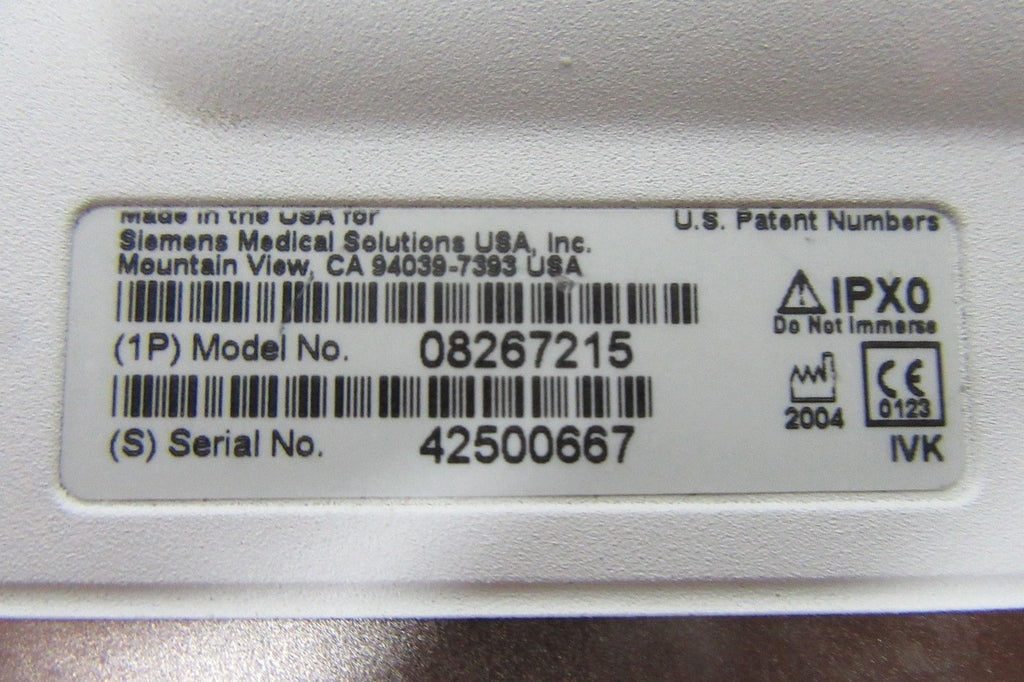 Made in the USA for
Siemens Medical Solutions USA, Inc.
Mountain View, CA 94039-7393 USA
(1P) Model No. 08267215
(S) Serial No. 42500667
U.S. Patent Numbers
IPX0
Do Not Immerse
2004
CE
0123
IVK